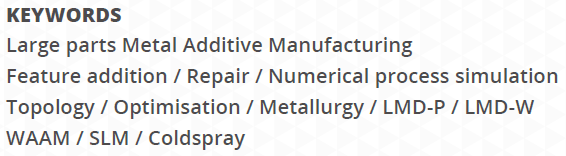 KEYWORDS
Large parts Metal Additive Manufacturing
Feature addition / Repair / Numerical process simulation
Topology / Optimisation / Metallurgy / LMD-P / LMD-W
WAAM / SLM / Coldspray